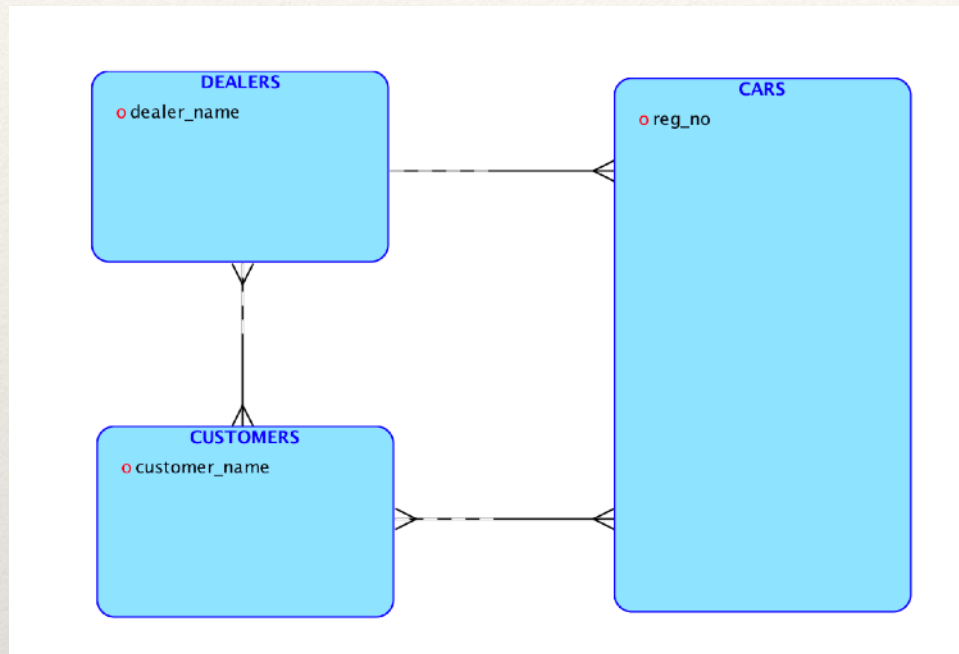 DEALERS
o dealer_name
CARS
o reg_no
CUSTOMERS
o customer_name